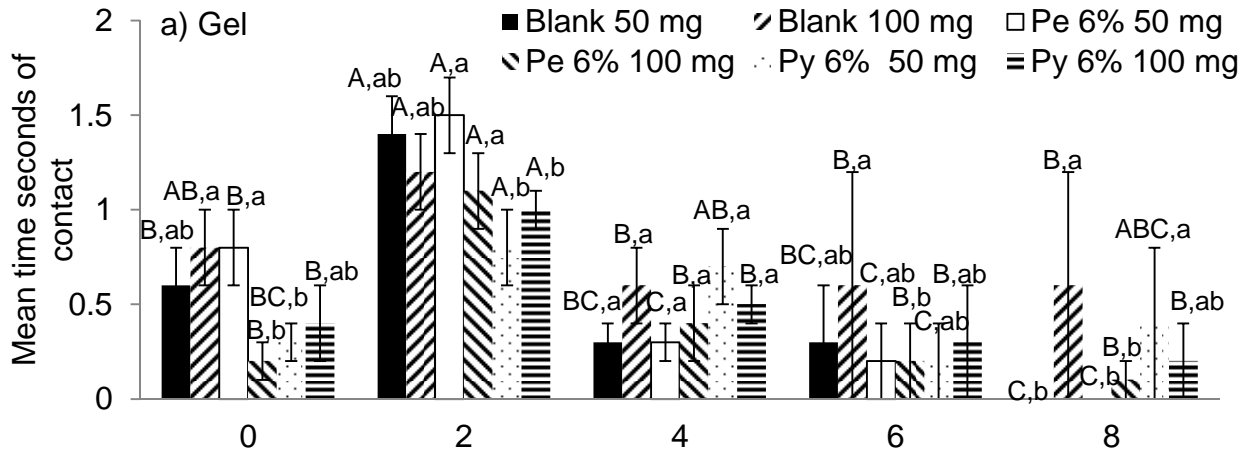 a) Gel
Blank 50 mg Blank 100 mg Pe 6% 50 mg
Pe 6% 100 mg Py 6%  50 mg Py 6% 100 mg
Mean time seconds of
contact
2
1.5
1
0.5
0
B,ab AB,a B,a B,b BC,b B,ab
A,ab A,ab A,a A,a A,b A,b
BC,a B,a C,a B,a AB,a B,a
BC,ab B,a C,ab B,b C,ab B,ab
C,b B,a C,b B,b ABC,a B,ab
0 2 4 6 8